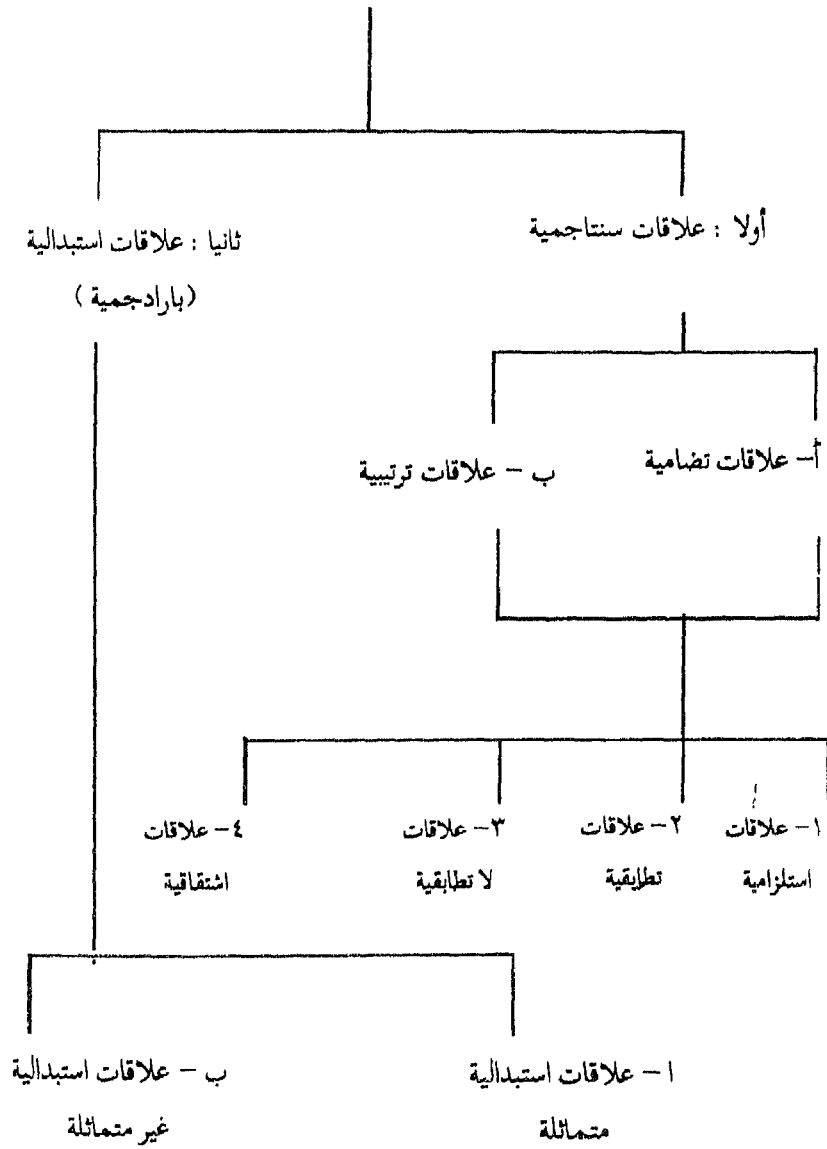 أولا : علاقات سنتاجمية
ثانيا : علاقات استبدالية
(بارادجمية)
أ – علاقات تضامية
ب – علاقات ترتيبية
١ – علاقات
استلزامية
٢ – علاقات
تطابقية
٣ – علاقات
لا تطابقية
٤ – علاقات
اشتقاقية
ا – علاقات استبدالية
متماثلة
ب – علاقات استبدالية
غير متماثلة